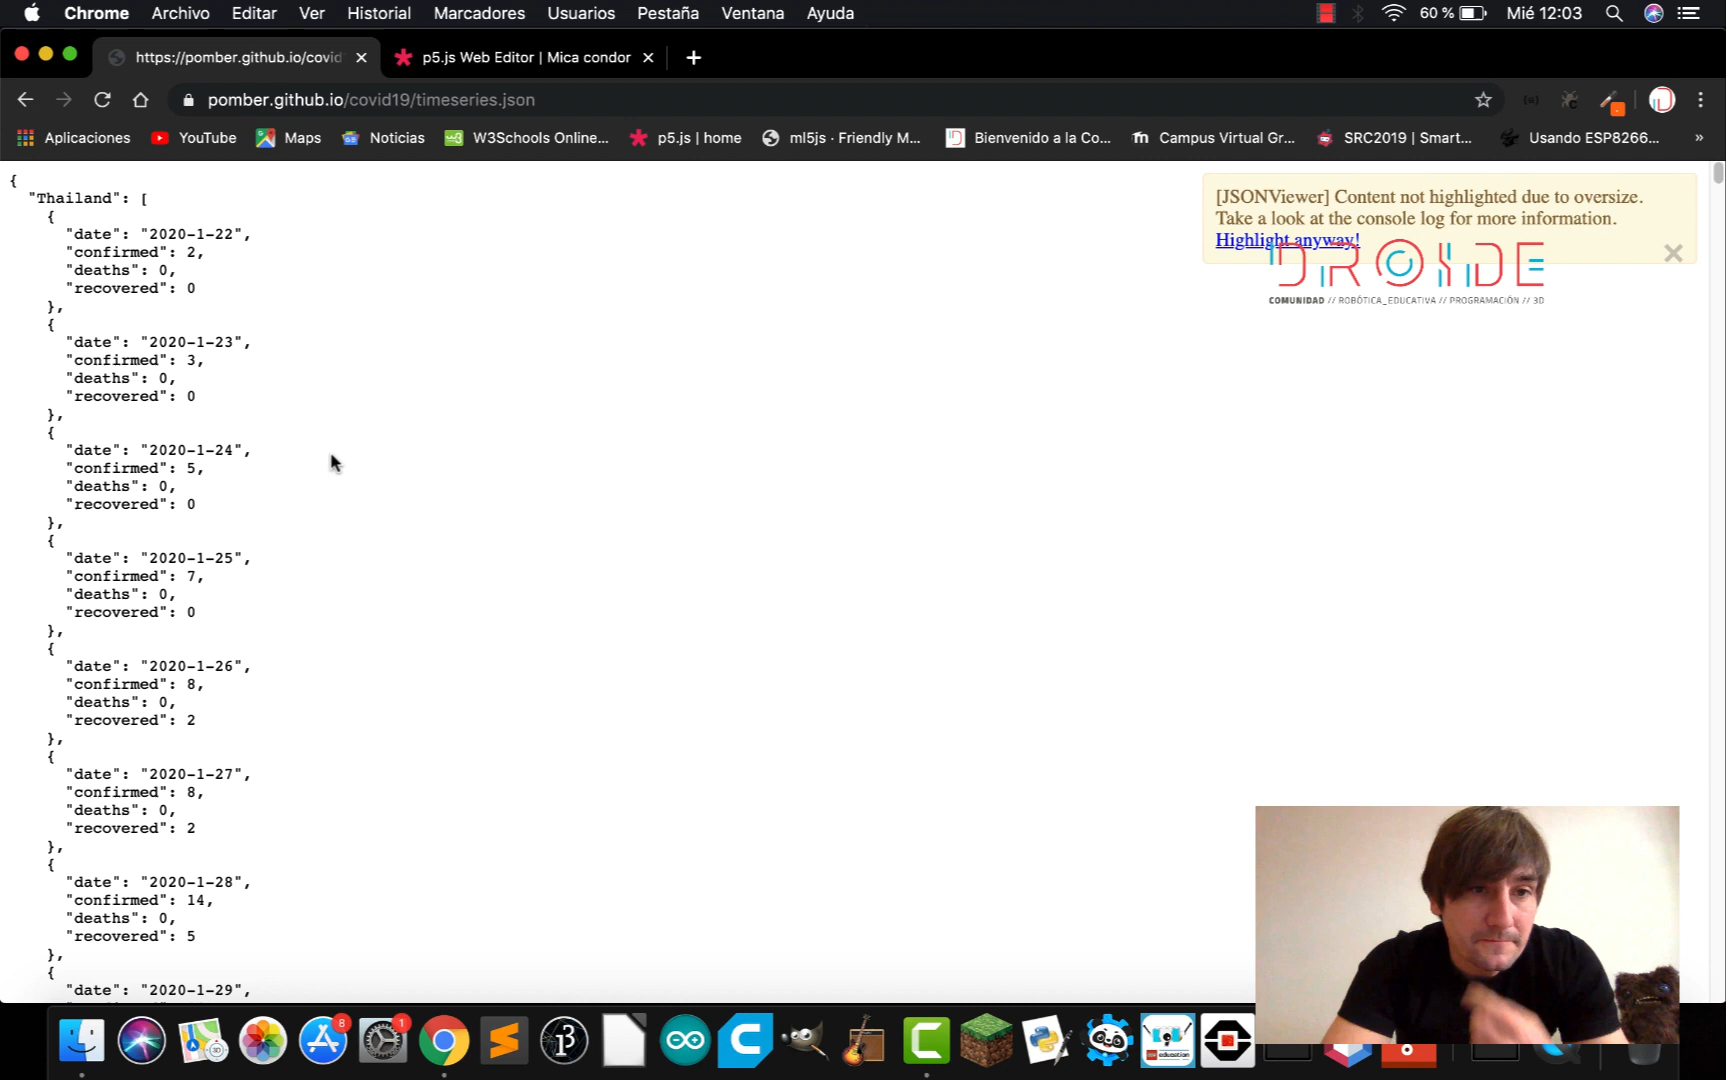 Chrome Archivo Editar Ver Historial Marcadores Usuarios Pestaña Ventana Ayuda 60 % Mié 12:03
https://pomber.github.io/covid p5.js Web Editor | Mica condor
pomber.github.io/covid19/timeseries.json
Aplicaciones YouTube Maps Noticias W3Schools Online... p5.js | home ml5js · Friendly M... Bienvenido a la Co... Campus Virtual Gr... SRC2019 | Smart... Usando ESP8266... »
{
"Thailand": [
{
"date": "2020-1-22",
"confirmed": 2,
"deaths": 0,
"recovered": 0
},
{
"date": "2020-1-23",
"confirmed": 3,
"deaths": 0,
"recovered": 0
},
{
"date": "2020-1-24",
"confirmed": 5,
"deaths": 0,
"recovered": 0
},
{
"date": "2020-1-25",
"confirmed": 7,
"deaths": 0,
"recovered": 0
},
{
"date": "2020-1-26",
"confirmed": 8,
"deaths": 0,
"recovered": 2
},
{
"date": "2020-1-27",
"confirmed": 8,
"deaths": 0,
"recovered": 2
},
{
"date": "2020-1-28",
"confirmed": 14,
"deaths": 0,
"recovered": 5
},
{
"date": "2020-1-29",
[JSONViewer] Content not highlighted due to oversize.
Take a look at the console log for more information.
Highlight anyway!
DROIDE
COMUNIDAD // ROBÓTICA_EDUCATIVA // PROGRAMACIÓN // 3D
8
1
education